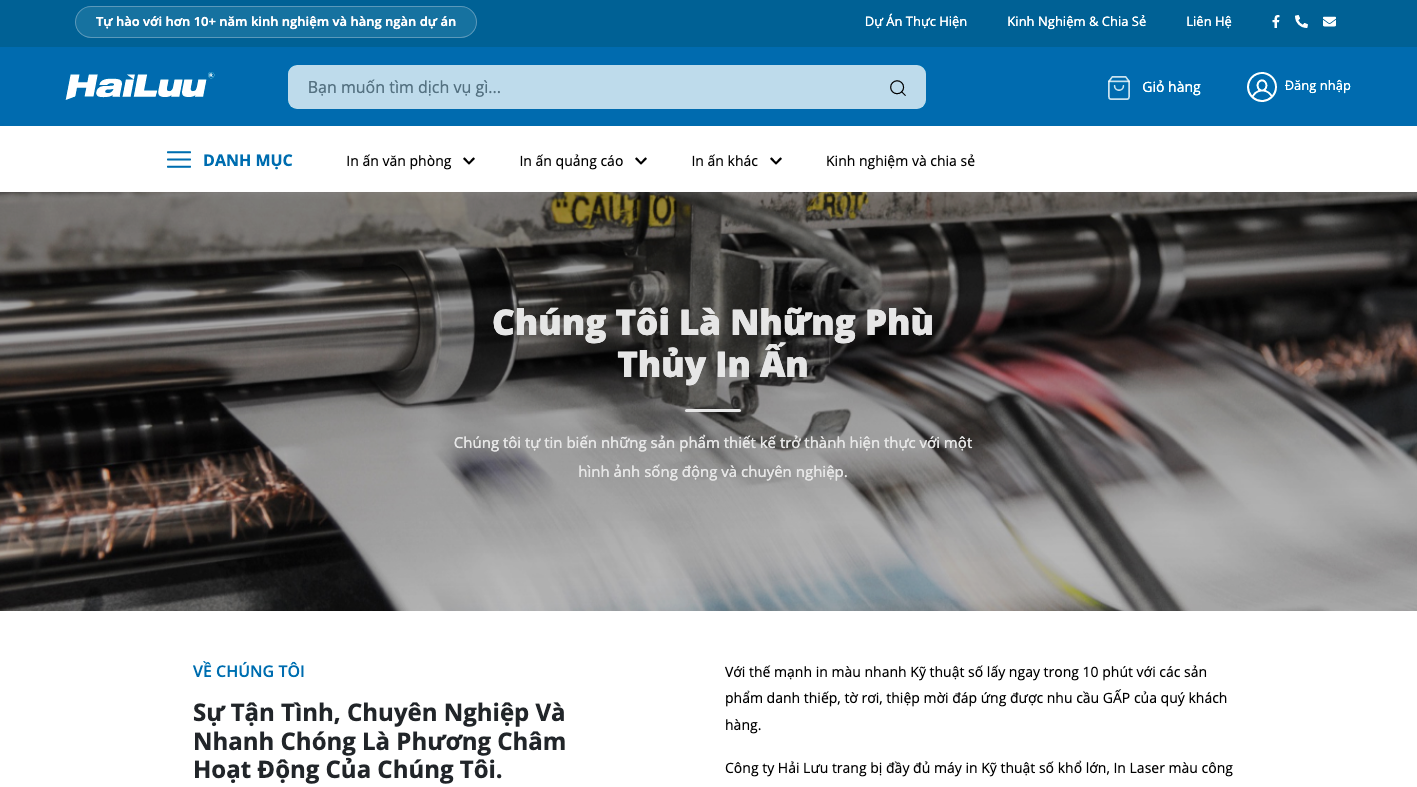 Tự hào với hơn 10+ năm kinh nghiệm và hàng ngàn dự án
Dự Án Thực Hiện
Kinh Nghiệm & Chia Sẻ
Liên Hệ
HaiLuu®
Bạn muốn tìm dịch vụ gì...
Giỏ hàng
Đăng nhập
DANH MỤC
In ấn văn phòng
In ấn quảng cáo
In ấn khác
Kinh nghiệm và chia sẻ
"CAUTIO
Chúng Tôi Là Những Phù
Thủy In Ấn
Chúng tôi tự tin biến những sản phẩm thiết kế trở thành hiện thực với một
hình ảnh sống động và chuyên nghiệp.
VỀ CHÚNG TÔI
Sự Tận Tình, Chuyên Nghiệp Và
Nhanh Chóng Là Phương Châm
Hoạt Động Của Chúng Tôi.
Với thế mạnh in màu nhanh Kỹ thuật số lấy ngay trong 10 phút với các sản
phẩm danh thiếp, tờ rơi, thiệp mời đáp ứng được nhu cầu GẤP của quý khách
hàng.
Công ty Hải Lưu trang bị đầy đủ máy in Kỹ thuật số khổ lớn, In Laser màu công